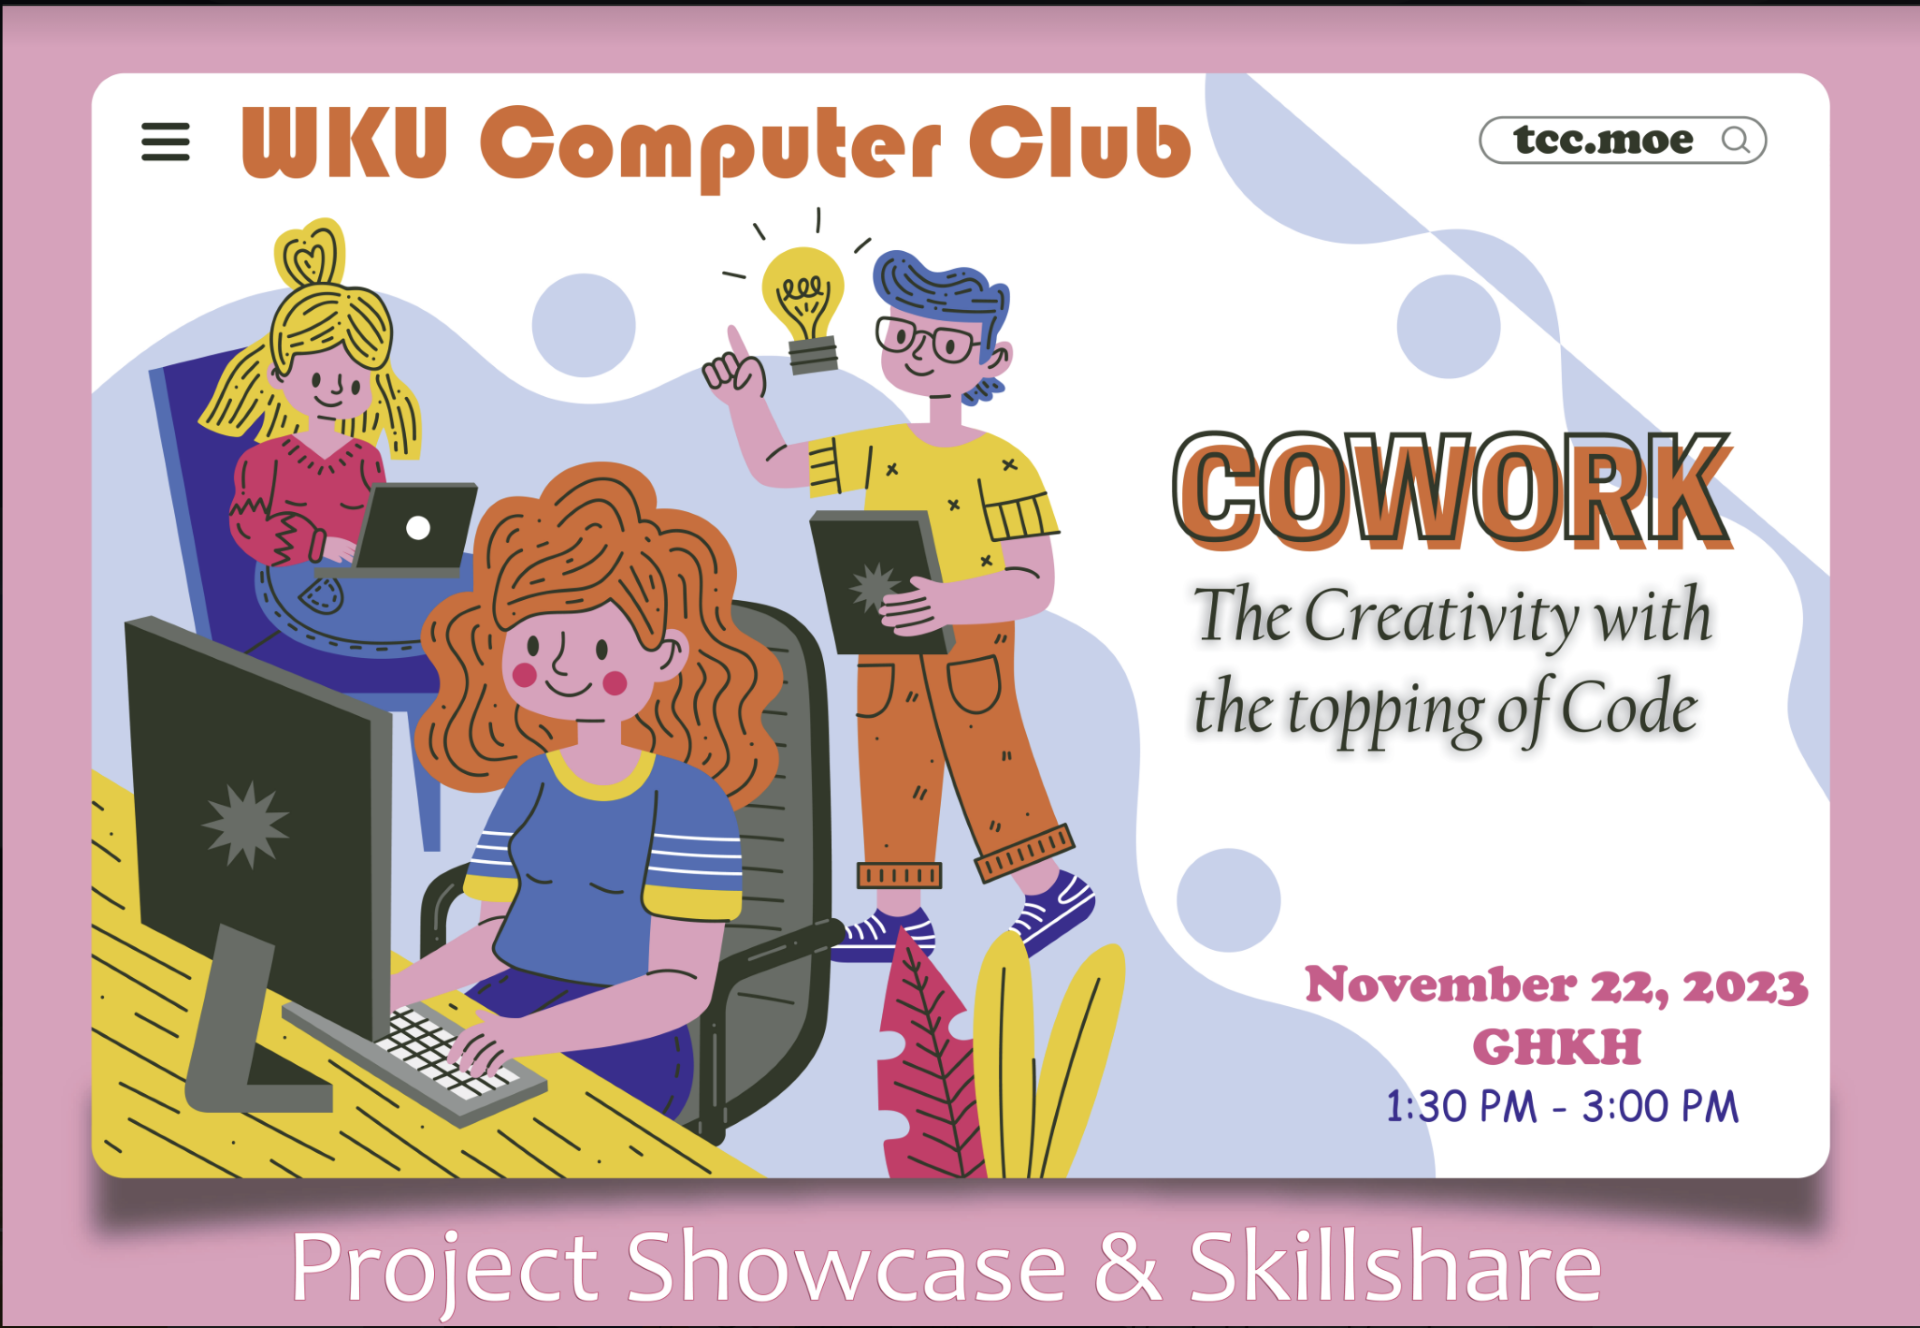 WKU Computer Club
tcc.moe
COWORK
The Creativity with
the topping of Code
November 22, 2023
GHKH
1:30 PM - 3:00 PM
Project Showcase & Skillshare